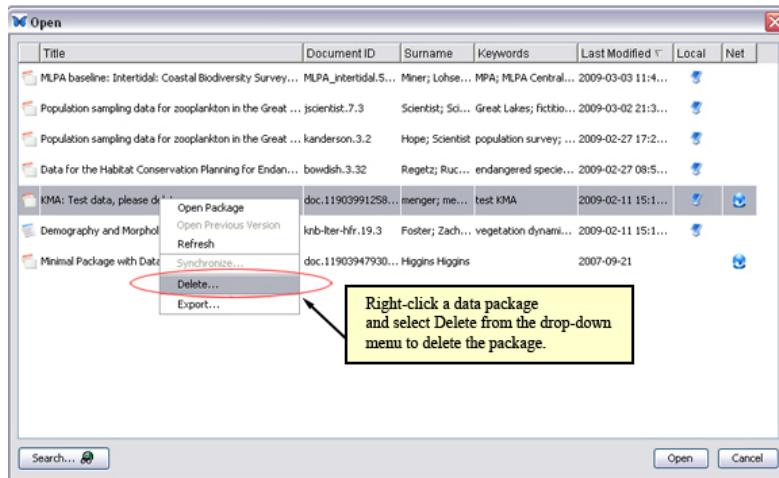 Open
Title Document ID Surname Keywords Last Modified Local Net
MLPA baseline: Intertidal: Coastal Biodiversity Survey... MLPA_intertidal.5... Miner; Lohse... MPA; MLPA Central... 2009-03-03 11:4...
Population sampling data for zooplankton in the Great ... jscientist.7.3 Scientist; Sci... Great Lakes; fictitio... 2009-03-02 21:3...
Population sampling data for zooplankton in the Great ... kanderson.3.2 Hope; Scientist population survey; ... 2009-02-27 17:2...
Data for the Habitat Conservation Planning for Endan... bowdish.3.32 Regetz; Ruc... endangered specie... 2009-02-27 08:5...
KMA: Test data, please de doc.11903991258... menger; me... test KMA 2009-02-11 15:1...
Demography and Morphol knb-lter-hfr.19.3 Foster; Zach... vegetation dynami... 2009-02-11 15:1...
Minimal Package with Data doc.11903947930... Higgins Higgins 2007-09-21
Open Package
Open Previous Version
Refresh
Synchronize...
Delete...
Export...
Right-click a data package
and select Delete from the drop-down
menu to delete the package.
Search... Open Cancel